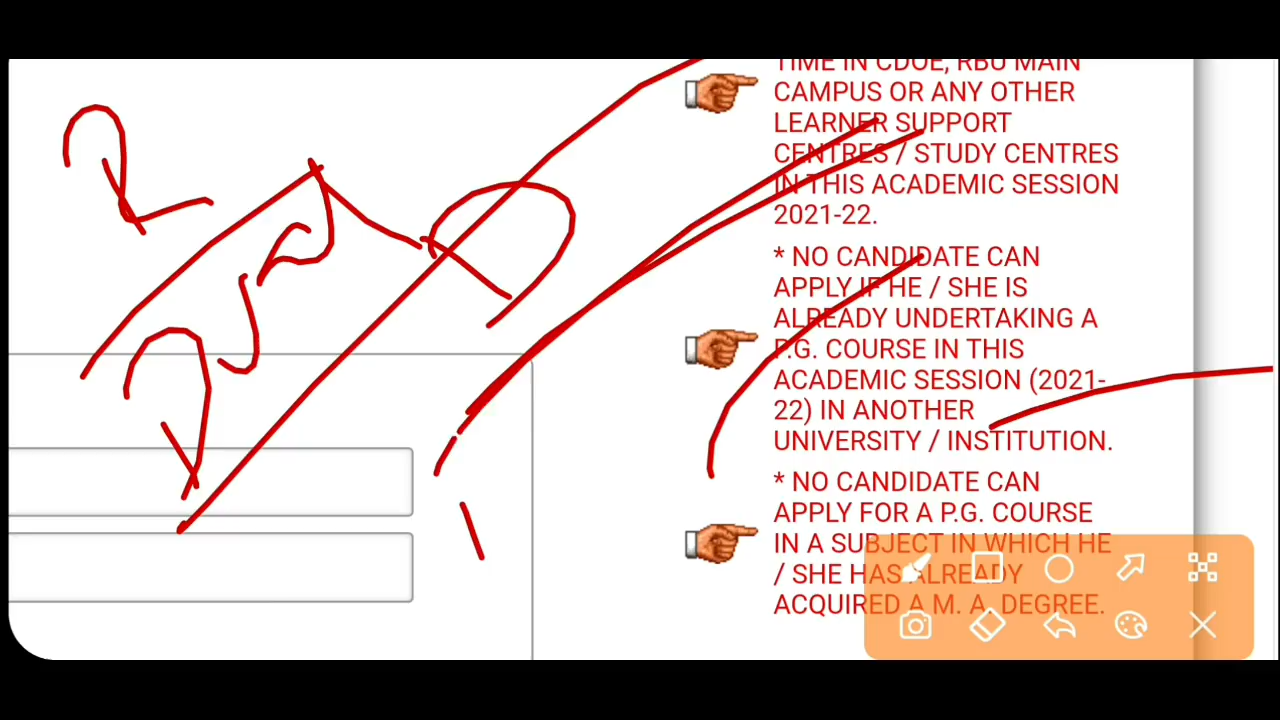 TIME IN CDOE, RBU MAIN
CAMPUS OR ANY OTHER
LEARNER SUPPORT
CENTRES / STUDY CENTRES
IN THIS ACADEMIC SESSION
2021-22.
* NO CANDIDATE CAN
APPLY IF HE / SHE IS
ALREADY UNDERTAKING A
P.G. COURSE IN THIS
ACADEMIC SESSION (2021-
22) IN ANOTHER
UNIVERSITY / INSTITUTION.
* NO CANDIDATE CAN
APPLY FOR A P.G. COURSE
IN A SUBJECT IN WHICH HE
/ SHE HAS ALREADY
ACQUIRED A M. A. DEGREE.